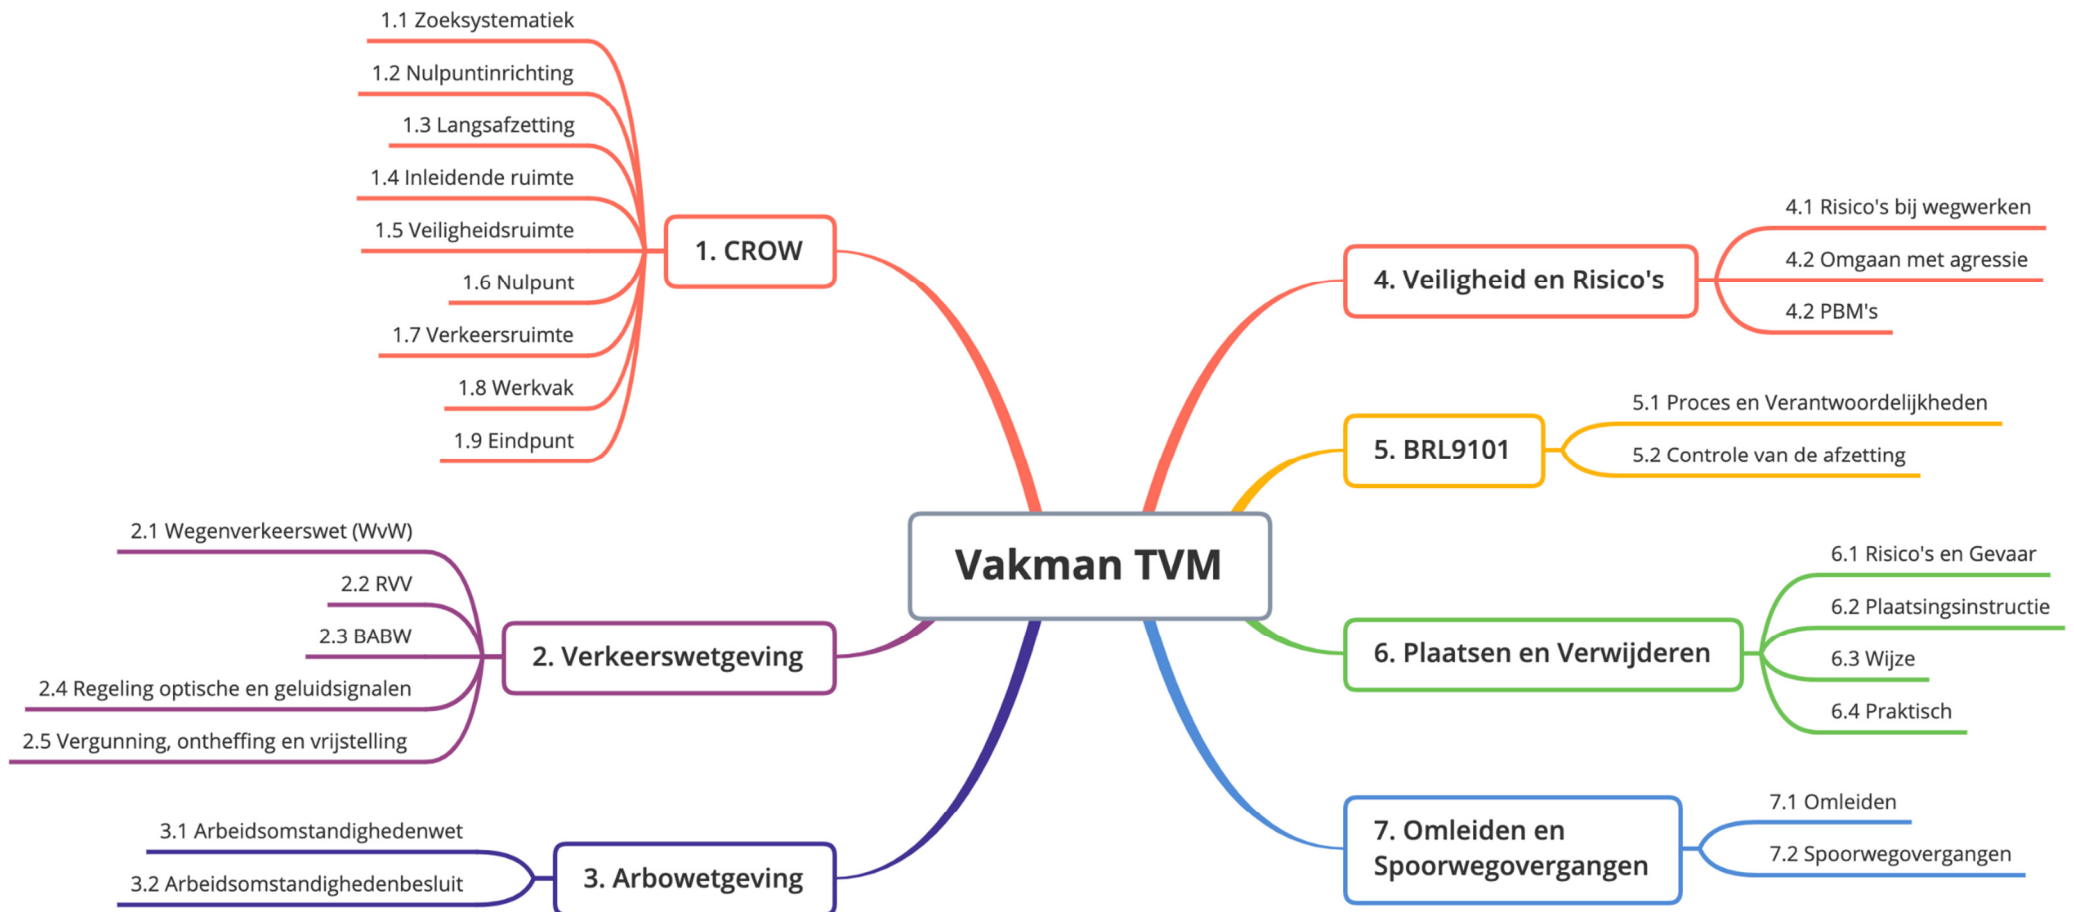 Vakman TVM
1. CROW
1.1 Zoeksystematiek
1.2 Nulpuntinrichting
1.3 Langsafzetting
1.4 Inleidende ruimte
1.5 Veiligheidsruimte
1.6 Nulpunt
1.7 Verkeersruimte
1.8 Werkvak
1.9 Eindpunt
2. Verkeerswetgeving
2.1 Wegenverkeerswet (WvW)
2.2 RVV
2.3 BABW
2.4 Regeling optische en geluidsignalen
2.5 Vergunning, ontheffing en vrijstelling
3. Arbowetgeving
3.1 Arbeidsomstandighedenwet
3.2 Arbeidsomstandighedenbesluit
4. Veiligheid en Risico's
4.1 Risico's bij wegwerken
4.2 Omgaan met agressie
4.2 PBM's
5. BRL9101
5.1 Proces en Verantwoordelijkheden
5.2 Controle van de afzetting
6. Plaatsen en Verwijderen
6.1 Risico's en Gevaar
6.2 Plaatsingsinstructie
6.3 Wijze
6.4 Praktisch
7. Omleiden en
Spoorwegovergangen
7.1 Omleiden
7.2 Spoorwegovergangen